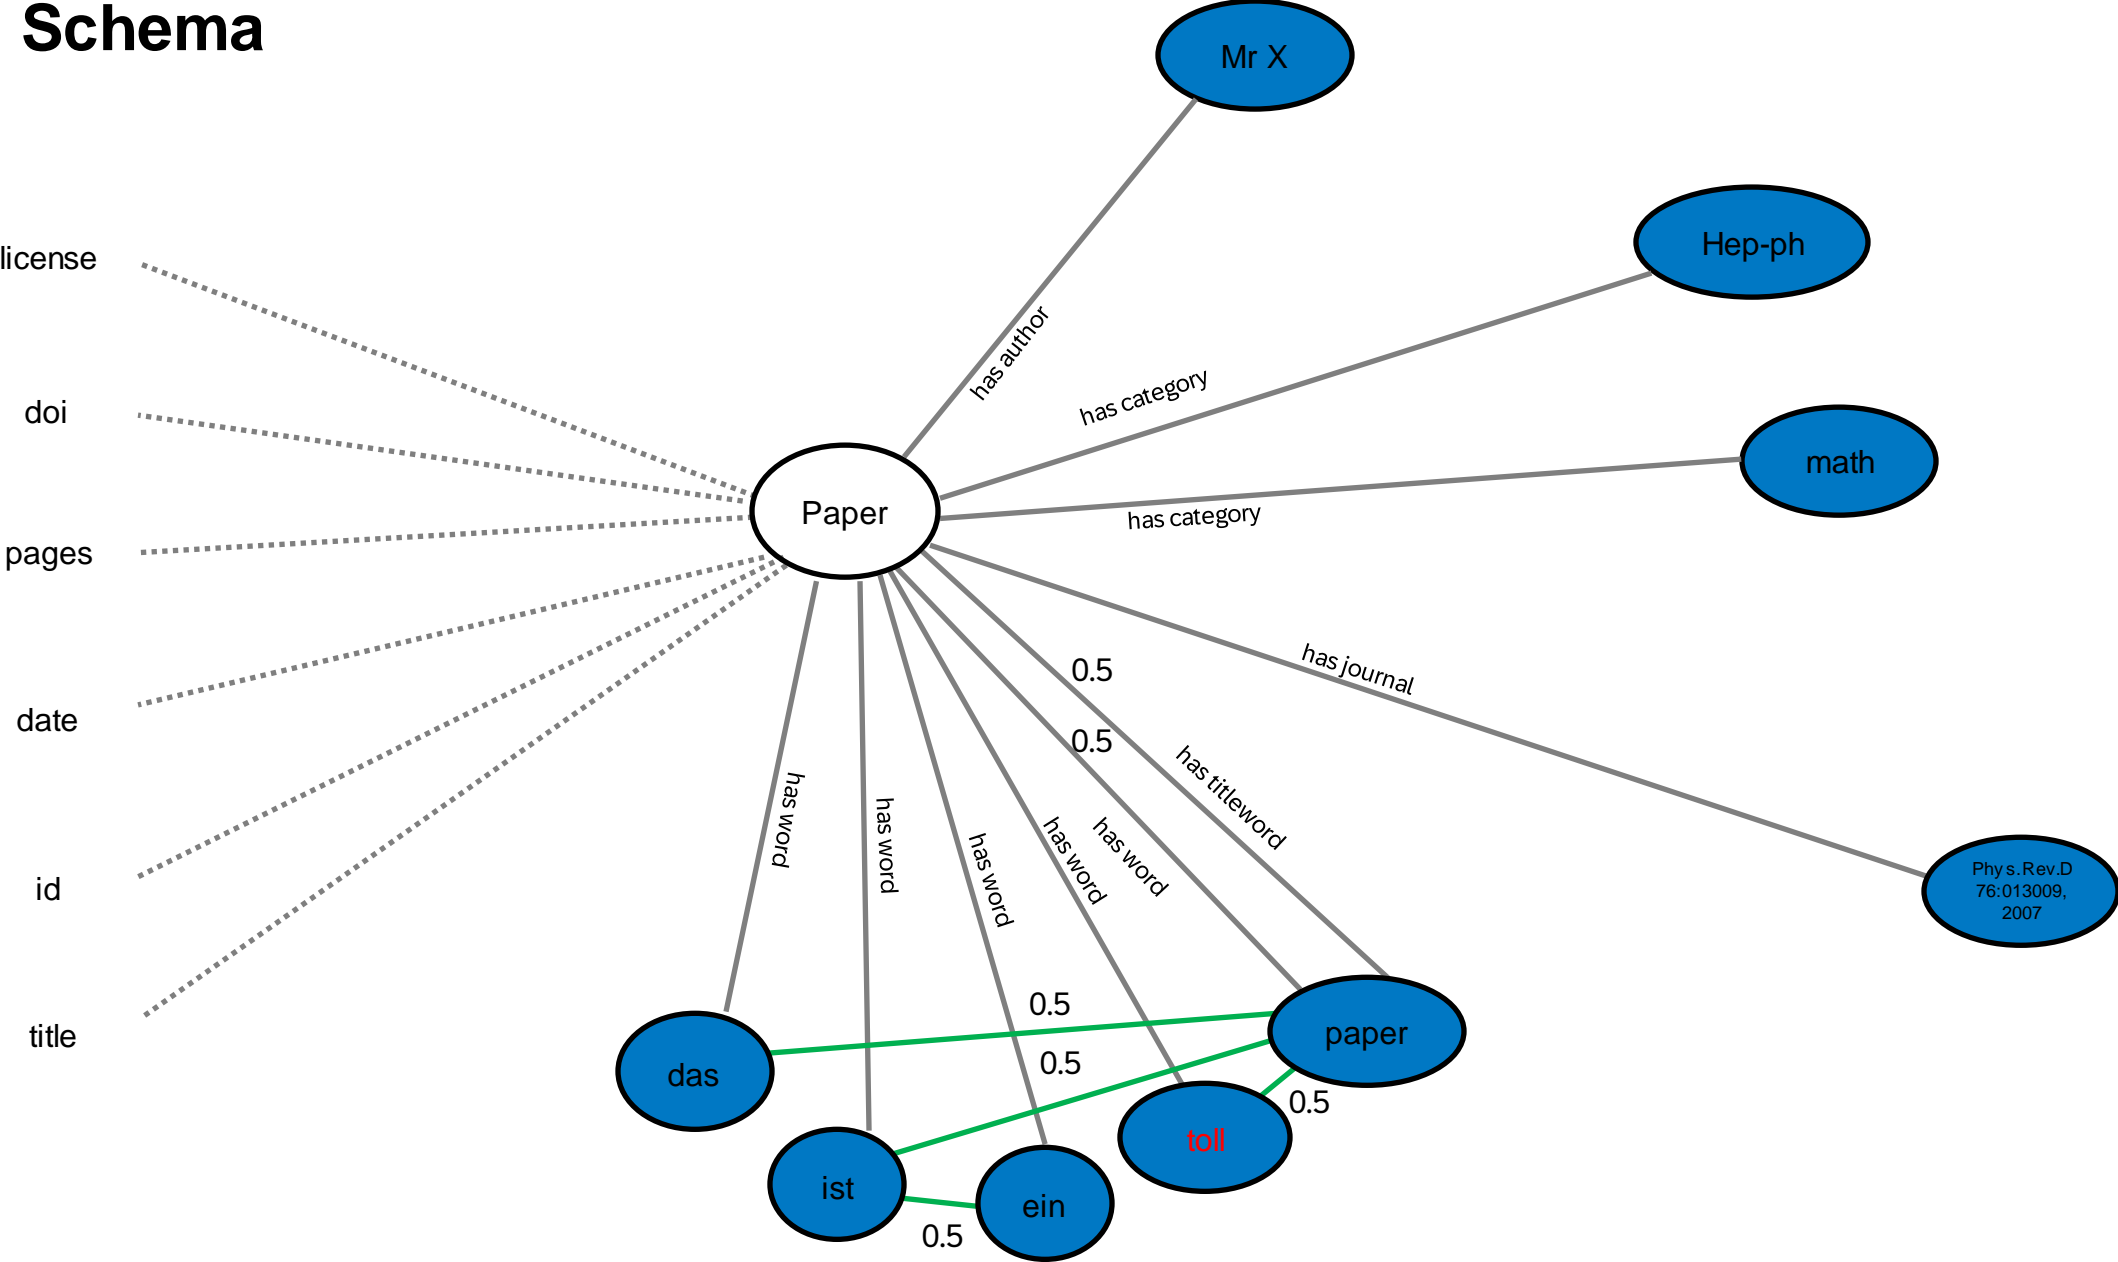 Schema
Mr X
Hep-ph
license
has author
has category
doi
math
Paper
has category
pages
has journal
0.5
date
0.5
has titleword
has word
has word
has word
has word
has word
id
Phys.Rev.D
76:013009,
2007
0.5
title
paper
0.5
das
0.5
toll
ist
ein
0.5